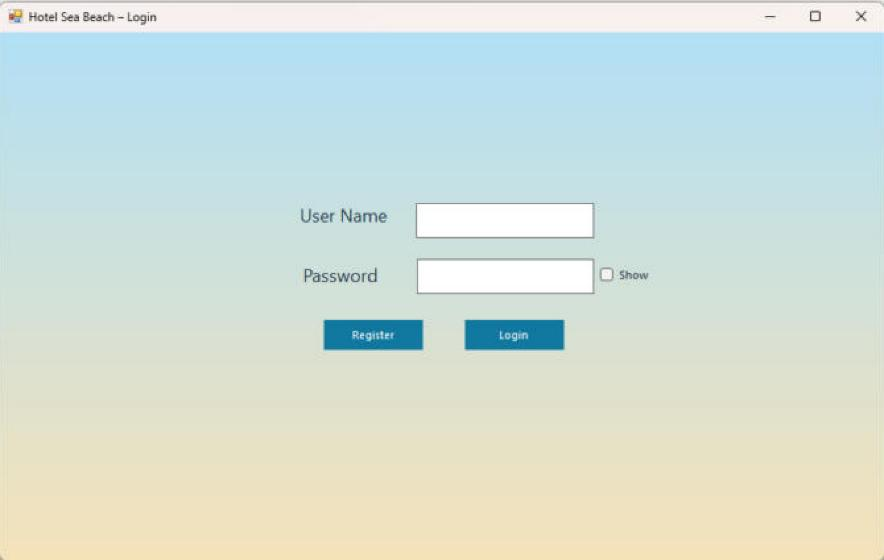 Hotel Sea Beach – Login
User Name
Password
Show
Register
Login